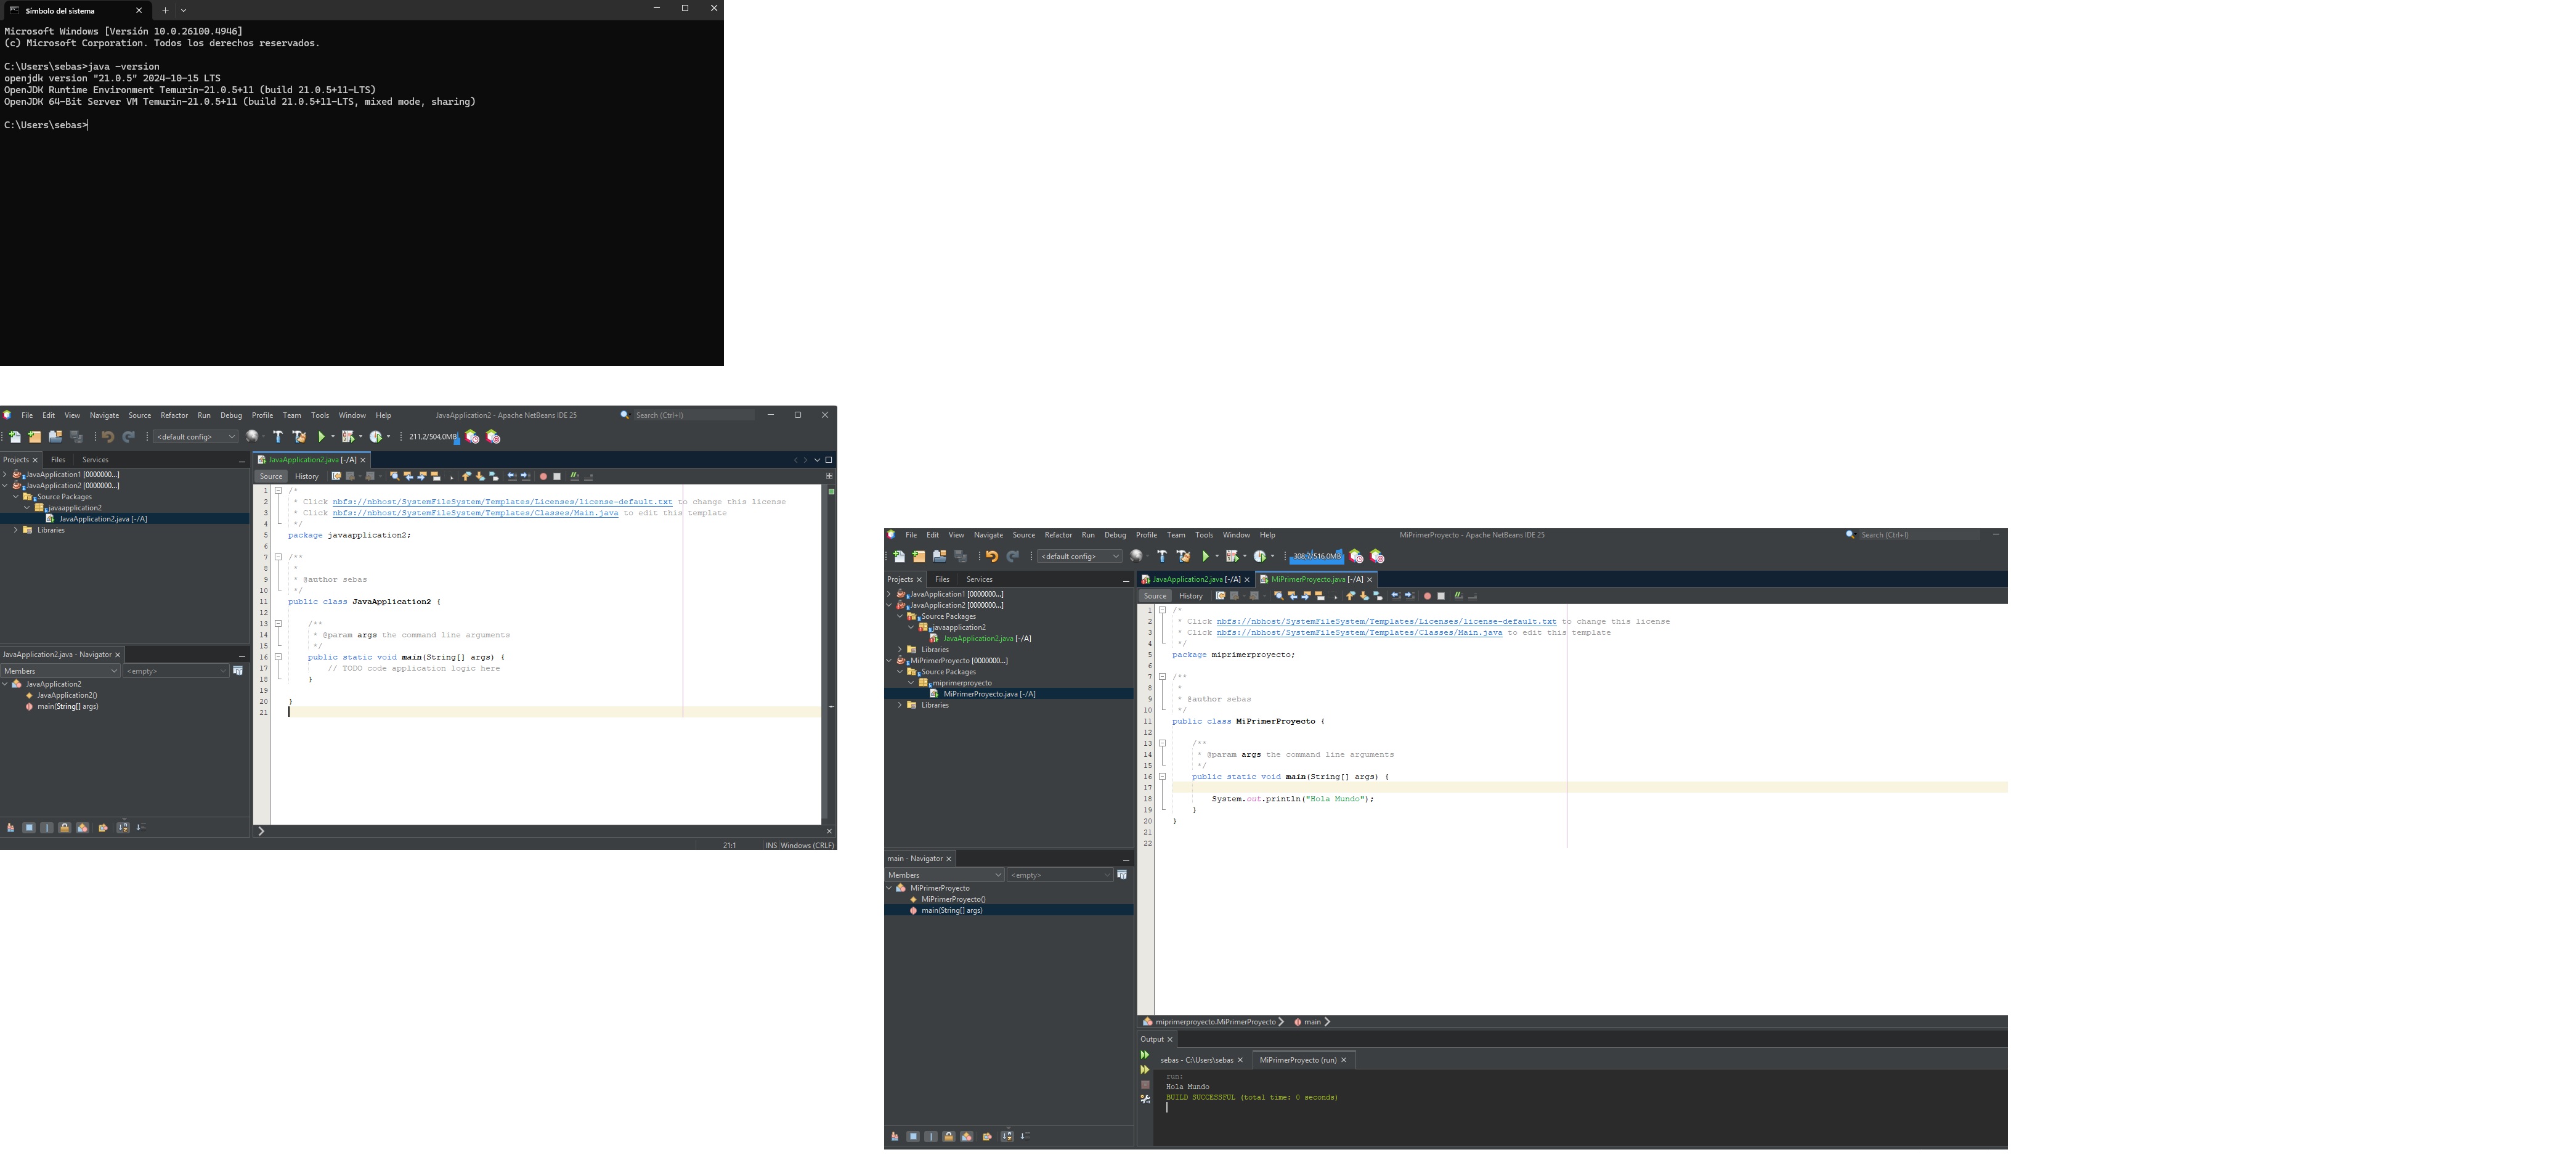 Símbolo del sistema
Microsoft Windows [Versión 10.0.26100.4946]
(c) Microsoft Corporation. Todos los derechos reservados.
C:\Users\sebas>java -version
openjdk version "21.0.5" 2024-10-15 LTS
OpenJDK Runtime Environment Temurin-21.0.5+11 (build 21.0.5+11-LTS)
OpenJDK 64-Bit Server VM Temurin-21.0.5+11 (build 21.0.5+11-LTS, mixed mode, sharing)
C:\Users\sebas>
File Edit View Navigate Source Refactor Run Debug Profile Team Tools Window Help JavaApplication2 - Apache NetBeans IDE 25 Search (Ctrl+I)
<default config> 211,2/504,0MB
Projects Files Services
JavaApplication1 [0000000...]
JavaApplication2 [0000000...]
Source Packages
javaapplication2
JavaApplication2.java [-/A]
Libraries
JavaApplication2.java - Navigator
Members <empty>
JavaApplication2
JavaApplication2()
main(String[] args)
JavaApplication2.java [-/A]
Source History
1 /*
2 * Click nbfs://nbhost/SystemFileSystem/Templates/Licenses/license-default.txt to change this license
3 * Click nbfs://nbhost/SystemFileSystem/Templates/Classes/Main.java to edit this template
4 */
5 package javaapplication2;
6
7 /**
8 *
9 * @author sebas
10 */
11 public class JavaApplication2 {
12
13 /**
14 * @param args the command line arguments
15 */
16 public static void main(String[] args) {
17 // TODO code application logic here
18 }
19
20 }
21
21:1 INS Windows (CRLF)
File Edit View Navigate Source Refactor Run Debug Profile Team Tools Window Help MiPrimerProyecto - Apache NetBeans IDE 25 Search (Ctrl+I)
<default config> 308,7/516,0MB
Projects Files Services
JavaApplication1 [0000000...]
JavaApplication2 [0000000...]
Source Packages
javaapplication2
JavaApplication2.java [-/A]
Libraries
MiPrimerProyecto [0000000...]
Source Packages
miprimerproyecto
MiPrimerProyecto.java [-/A]
Libraries
main - Navigator
Members <empty>
MiPrimerProyecto
MiPrimerProyecto()
main(String[] args)
JavaApplication2.java [-/A] MiPrimerProyecto.java [-/A]
Source History
1 /*
2 * Click nbfs://nbhost/SystemFileSystem/Templates/Licenses/license-default.txt to change this license
3 * Click nbfs://nbhost/SystemFileSystem/Templates/Classes/Main.java to edit this template
4 */
5 package miprimerproyecto;
6
7 /**
8 *
9 * @author sebas
10 */
11 public class MiPrimerProyecto {
12
13 /**
14 * @param args the command line arguments
15 */
16 public static void main(String[] args) {
17
18 System.out.println("Hola Mundo");
19 }
20 }
21
22
miprimerproyecto.MiPrimerProyecto main
Output
sebas - C:\Users\sebas MiPrimerProyecto (run)
run:
Hola Mundo
BUILD SUCCESSFUL (total time: 0 seconds)